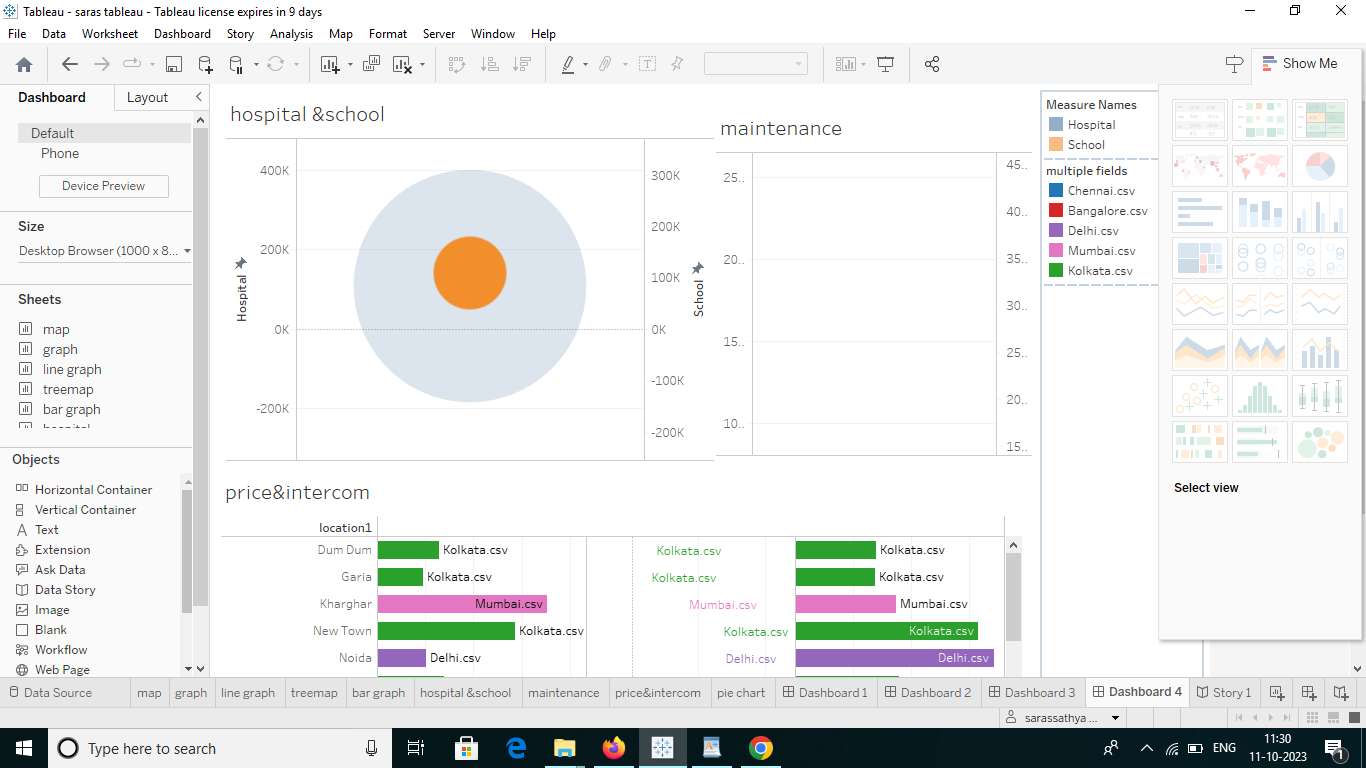 Tableau - saras tableau - Tableau license expires in 9 days
File Data Worksheet Dashboard Story Analysis Map Format Server Window Help
Show Me
Dashboard Layout
Default
Phone
Device Preview
Size
Desktop Browser (1000 x 8...
Sheets
map
graph
line graph
treemap
bar graph
hospital
Objects
Horizontal Container
Vertical Container
Text
Extension
Ask Data
Data Story
Image
Blank
Workflow
Web Page
hospital &school
400K
200K
0K
-200K
Hospital
300K
200K
100K
0K
-100K
-200K
School
maintenance
25..
20..
15..
10..
45..
40..
35..
30..
25..
20..
15..
Measure Names
Hospital
School
multiple fields
Chennai.csv
Bangalore.csv
Delhi.csv
Mumbai.csv
Kolkata.csv
Select view
price&intercom
location1
Dum Dum Kolkata.csv Kolkata.csv Kolkata.csv
Garia Kolkata.csv Kolkata.csv Kolkata.csv
Kharghar Mumbai.csv Mumbai.csv Mumbai.csv
New Town Kolkata.csv Kolkata.csv Kolkata.csv
Noida Delhi.csv Delhi.csv Delhi.csv
Data Source map graph line graph treemap bar graph hospital &school maintenance price&intercom pie chart Dashboard 1 Dashboard 2 Dashboard 3 Dashboard 4 Story 1
sarassathya ...
Type here to search
ENG
11:30
11-10-2023
1